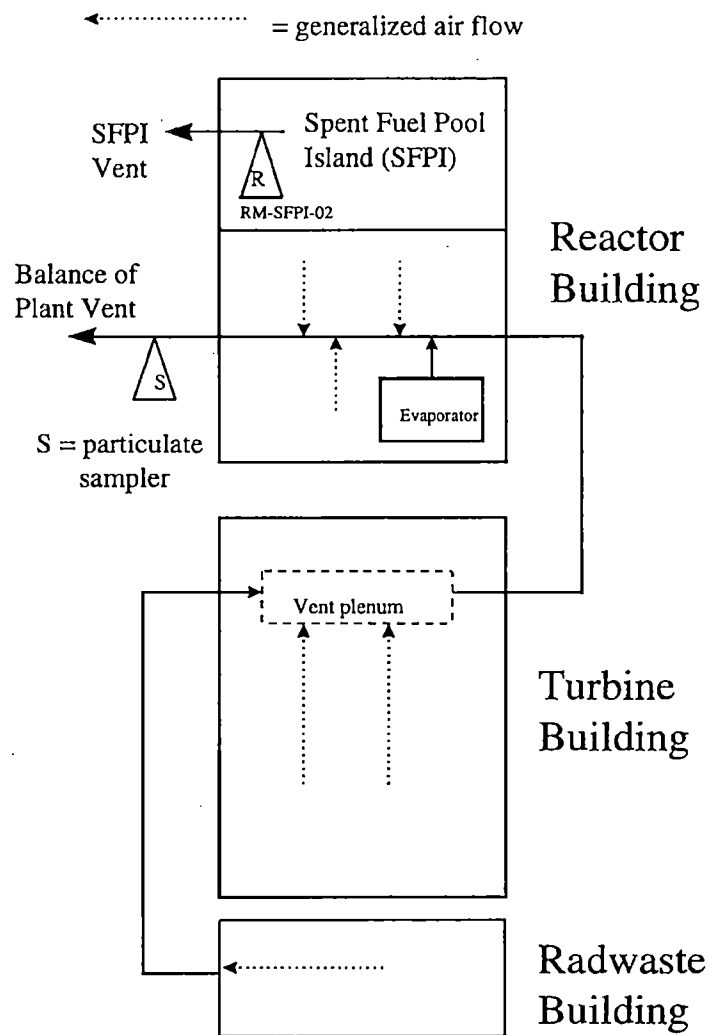 = generalized air flow
SFPI
Vent
Spent Fuel Pool
Island (SFPI)
R
RM-SFPI-02
Reactor
Building
Balance of
Plant Vent
S
Evaporator
S = particulate
sampler
Vent plenum
Turbine
Building
Radwaste
Building